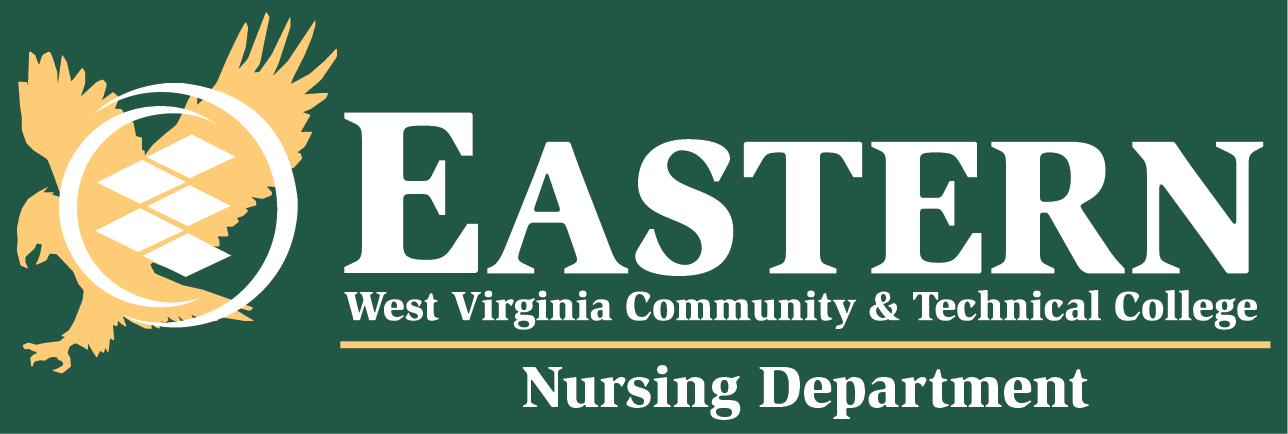 EASTERN
West Virginia Community & Technical College
Nursing Department